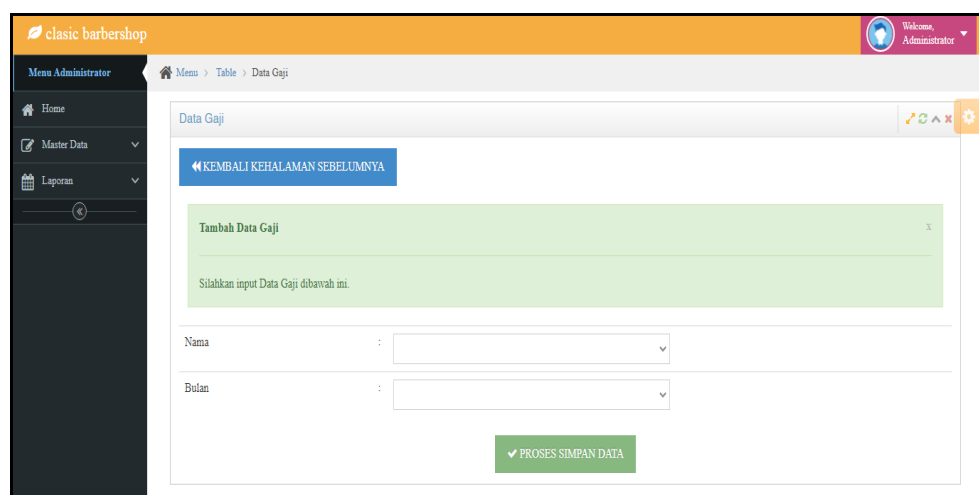 clasic barbershop
Welcome,
Administrator
Menu Administrator
Menu > Table > Data Gaji
Home
Master Data
Laporan
Data Gaji
KEMBALI KEHALAMAN SEBELUMNYA
Tambah Data Gaji
x
Silahkan input Data Gaji dibawah ini.
Nama :
Bulan :
PROSES SIMPAN DATA